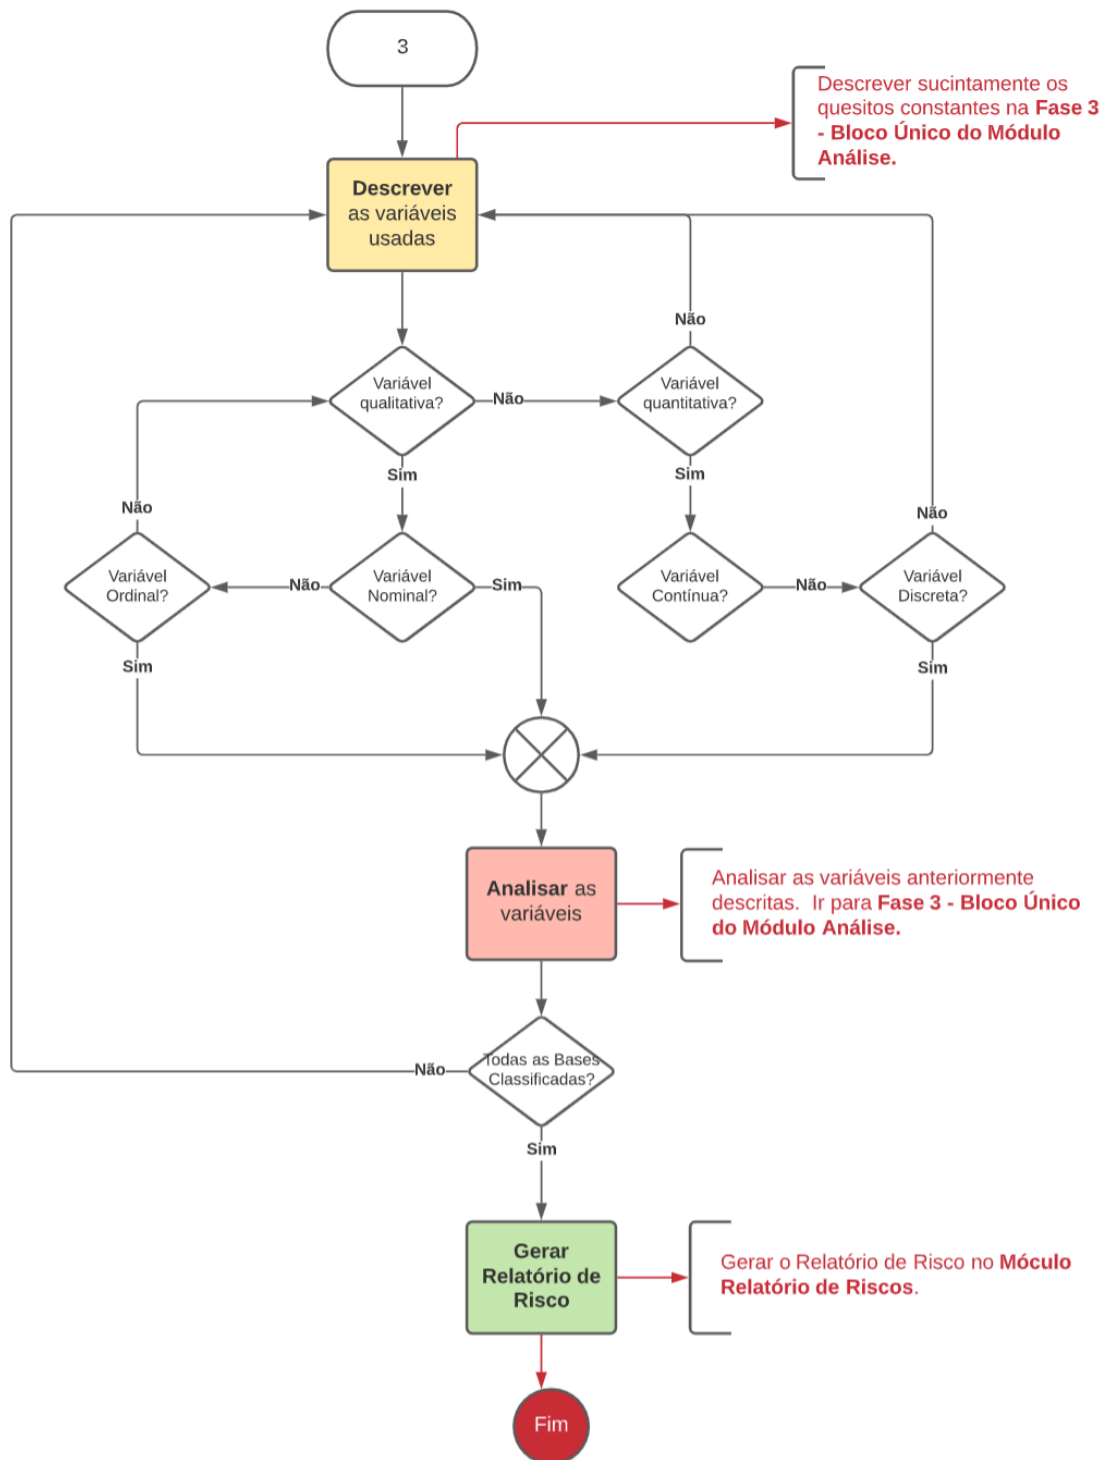 3
Descrever sucintamente os
quesitos constantes na Fase 3
- Bloco Único do Módulo
Análise.
Descrever
as variáveis
usadas
Não
Variável
qualitativa?
Não
Variável
quantitativa?
Sim
Sim
Não
Não
Variável
Ordinal?
Não
Variável
Nominal?
Sim
Variável
Contínua?
Não
Variável
Discreta?
Sim
Sim
Analisar as
variáveis
Analisar as variáveis anteriormente
descritas. Ir para Fase 3 - Bloco Único
do Módulo Análise.
Todas as Bases
Classificadas?
Não
Sim
Gerar
Relatório de
Risco
Gerar o Relatório de Risco no Móculo
Relatório de Riscos.
Fim